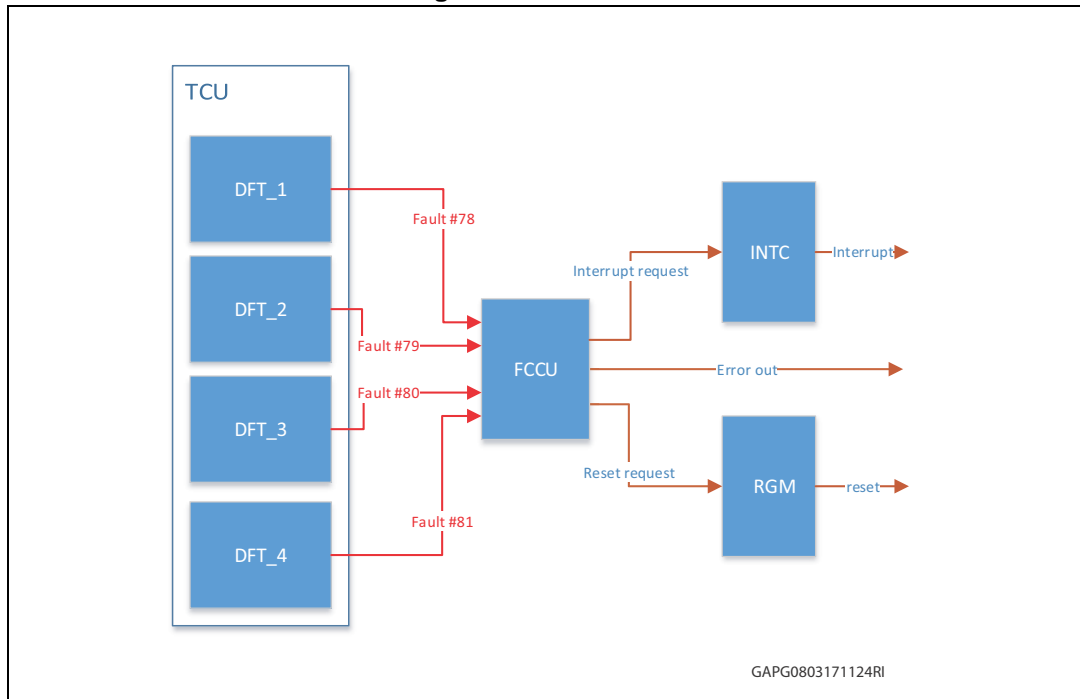 TCU
DFT_1
Fault #78
DFT_2
Fault #79
DFT_3
Fault #80
DFT_4
Fault #81
FCCU
Interrupt request
INTC
Interrupt
Error out
Reset request
RGM
reset
GAPG0803171124RI